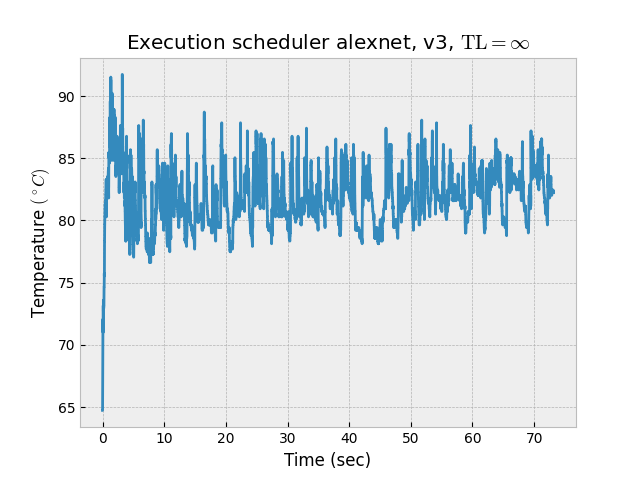 Execution scheduler alexnet, v3, TL = ∞
90
85
80
75
70
65
Temperature (°C)
0 10 20 30 40 50 60 70
Time (sec)